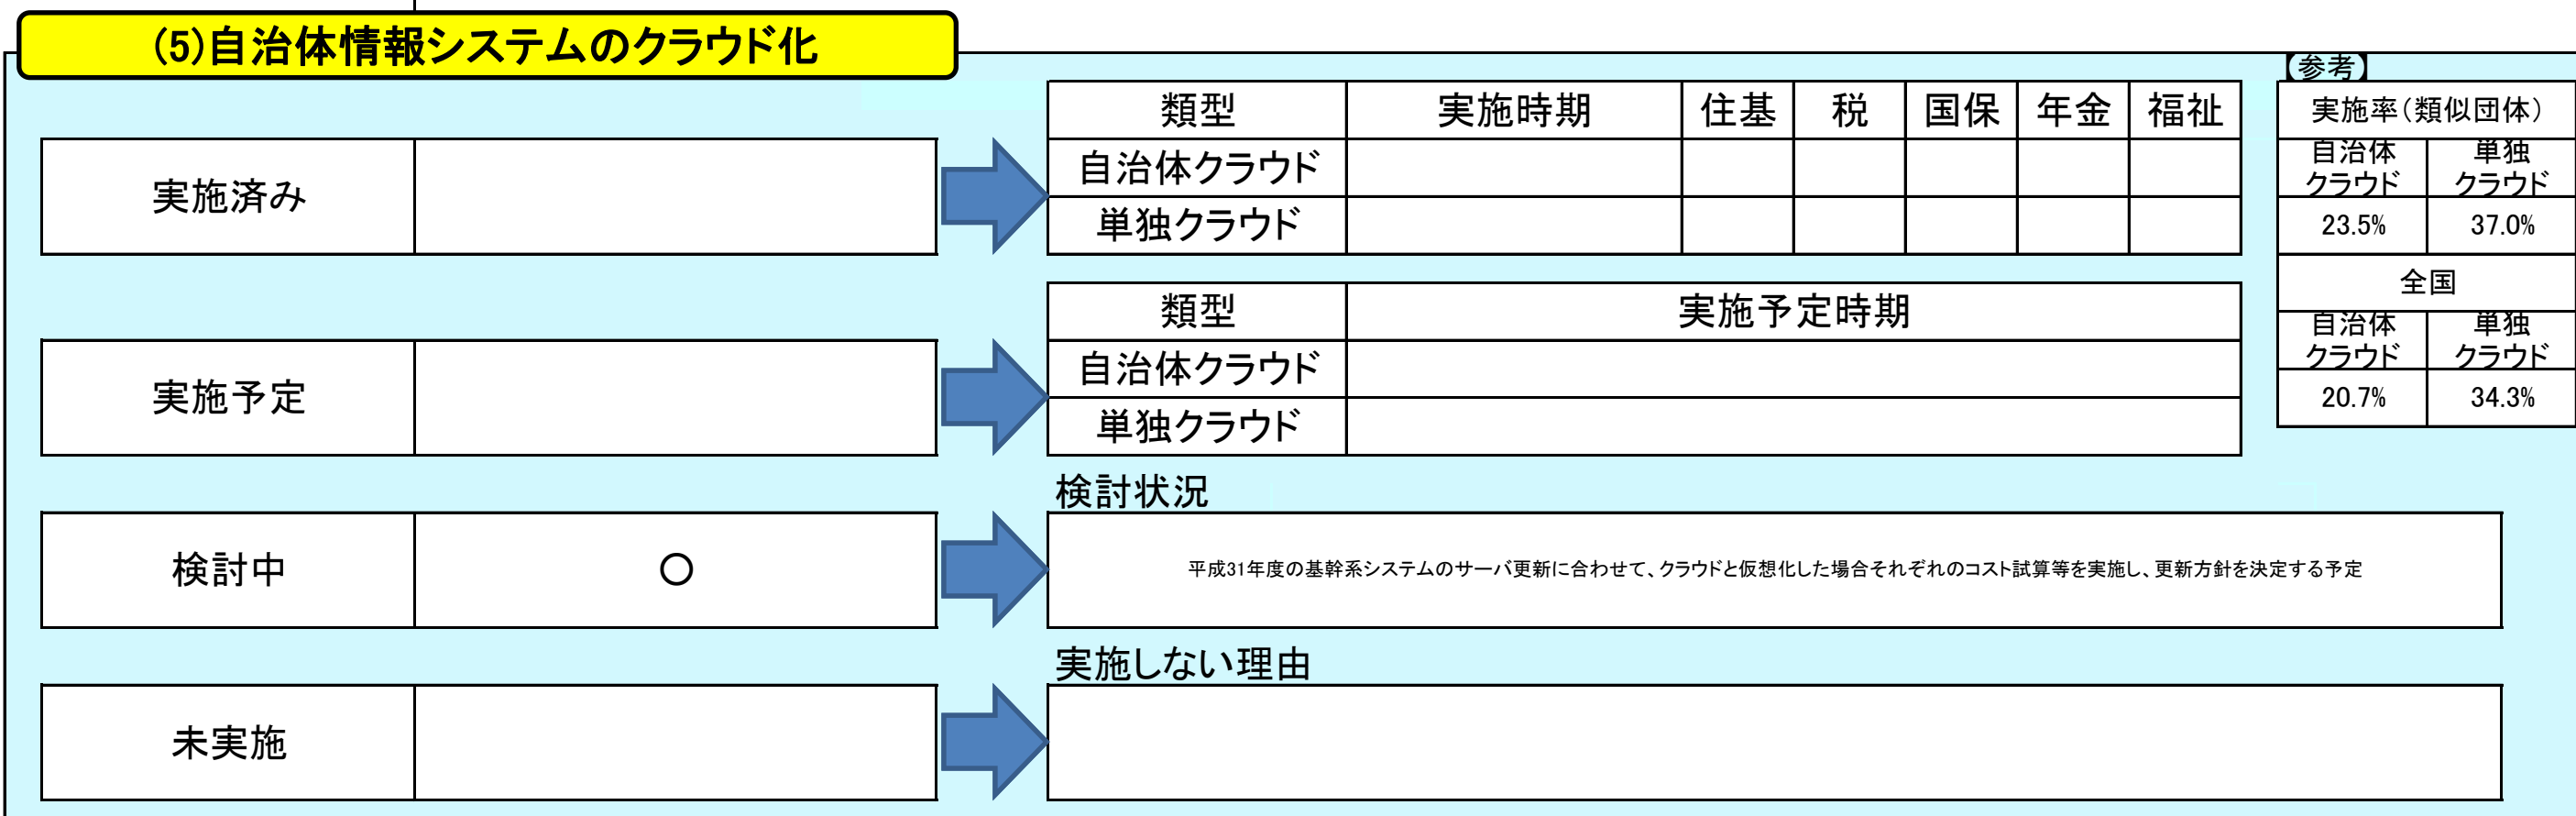 (5)自治体情報システムのクラウド化
【参考】
類型 実施時期 住基 税 国保 年金 福祉
実施済み
自治体クラウド
単独クラウド
実施率(類似団体)
自治体クラウド 単独クラウド
23.5% 37.0%
全国
自治体クラウド 単独クラウド
20.7% 34.3%
類型 実施予定時期
実施予定
自治体クラウド
単独クラウド
検討状況
検討中 ○
平成31年度の基幹系システムのサーバ更新に合わせて、クラウドと仮想化した場合それぞれのコスト試算等を実施し、更新方針を決定する予定
実施しない理由
未実施